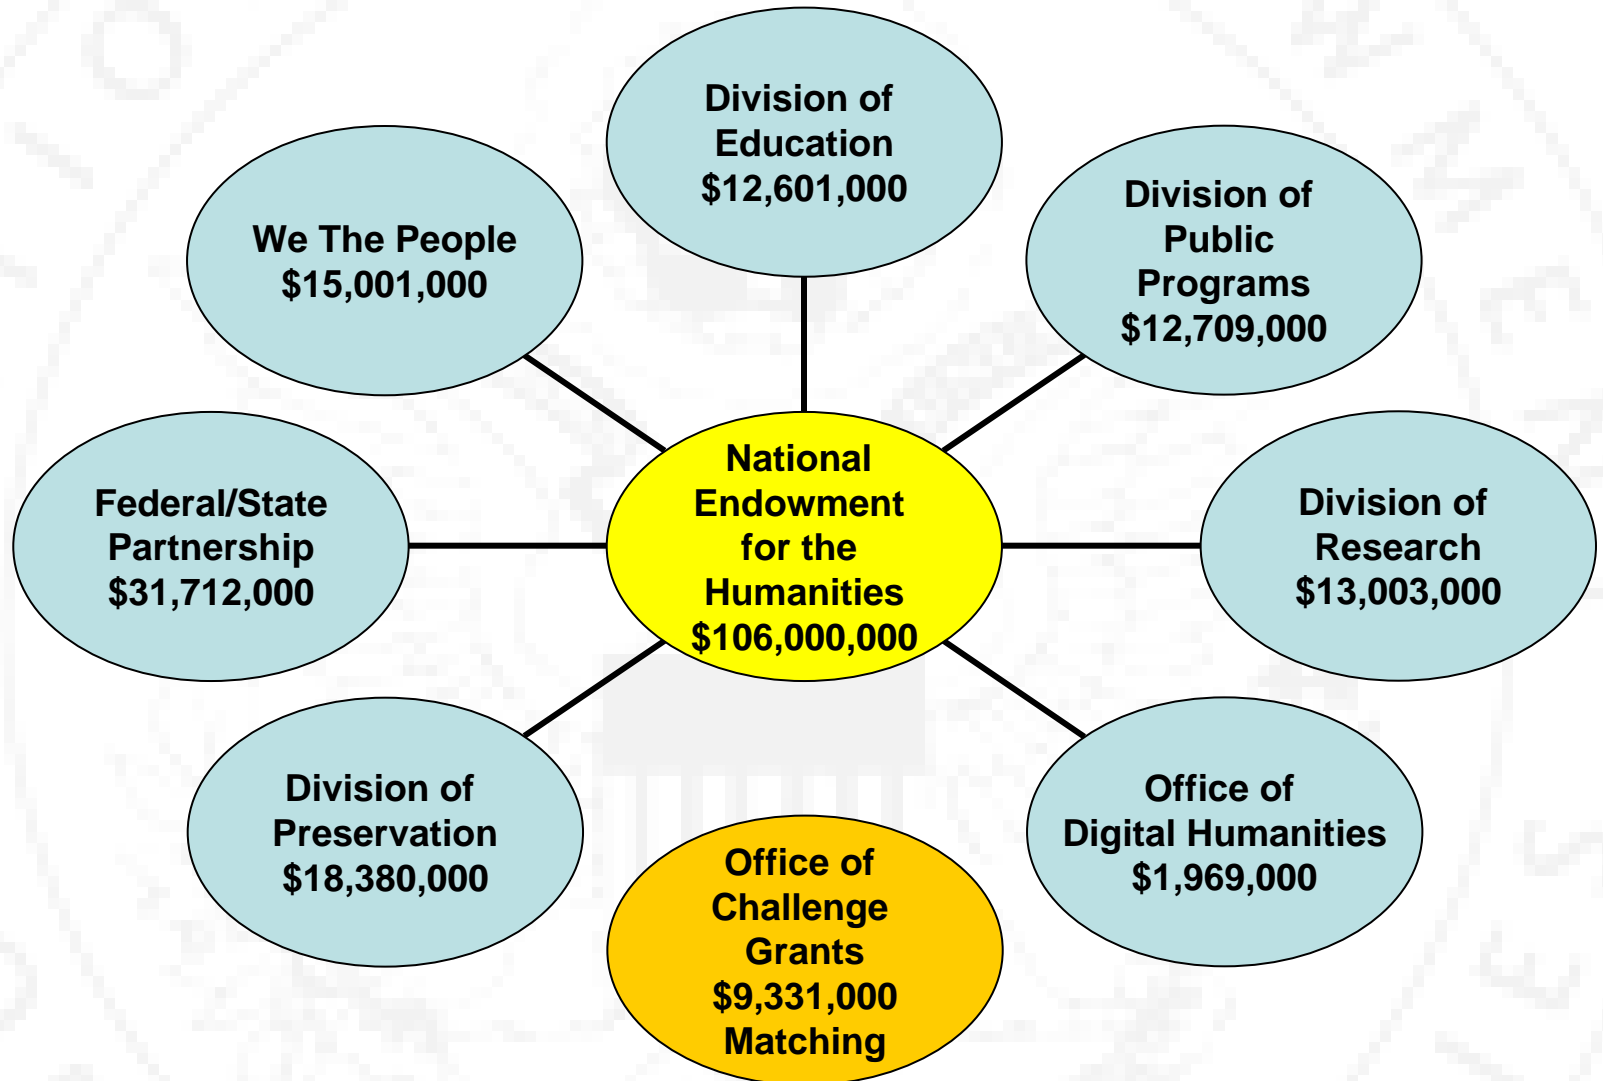 Division of
Education
$12,601,000
Division of
Public
Programs
$12,709,000
We The People
$15,001,000
National
Endowment
for the
Humanities
$106,000,000
Federal/State
Partnership
$31,712,000
Division of
Research
$13,003,000
Division of
Preservation
$18,380,000
Office of
Digital Humanities
$1,969,000
Office of
Challenge
Grants
$9,331,000
Matching